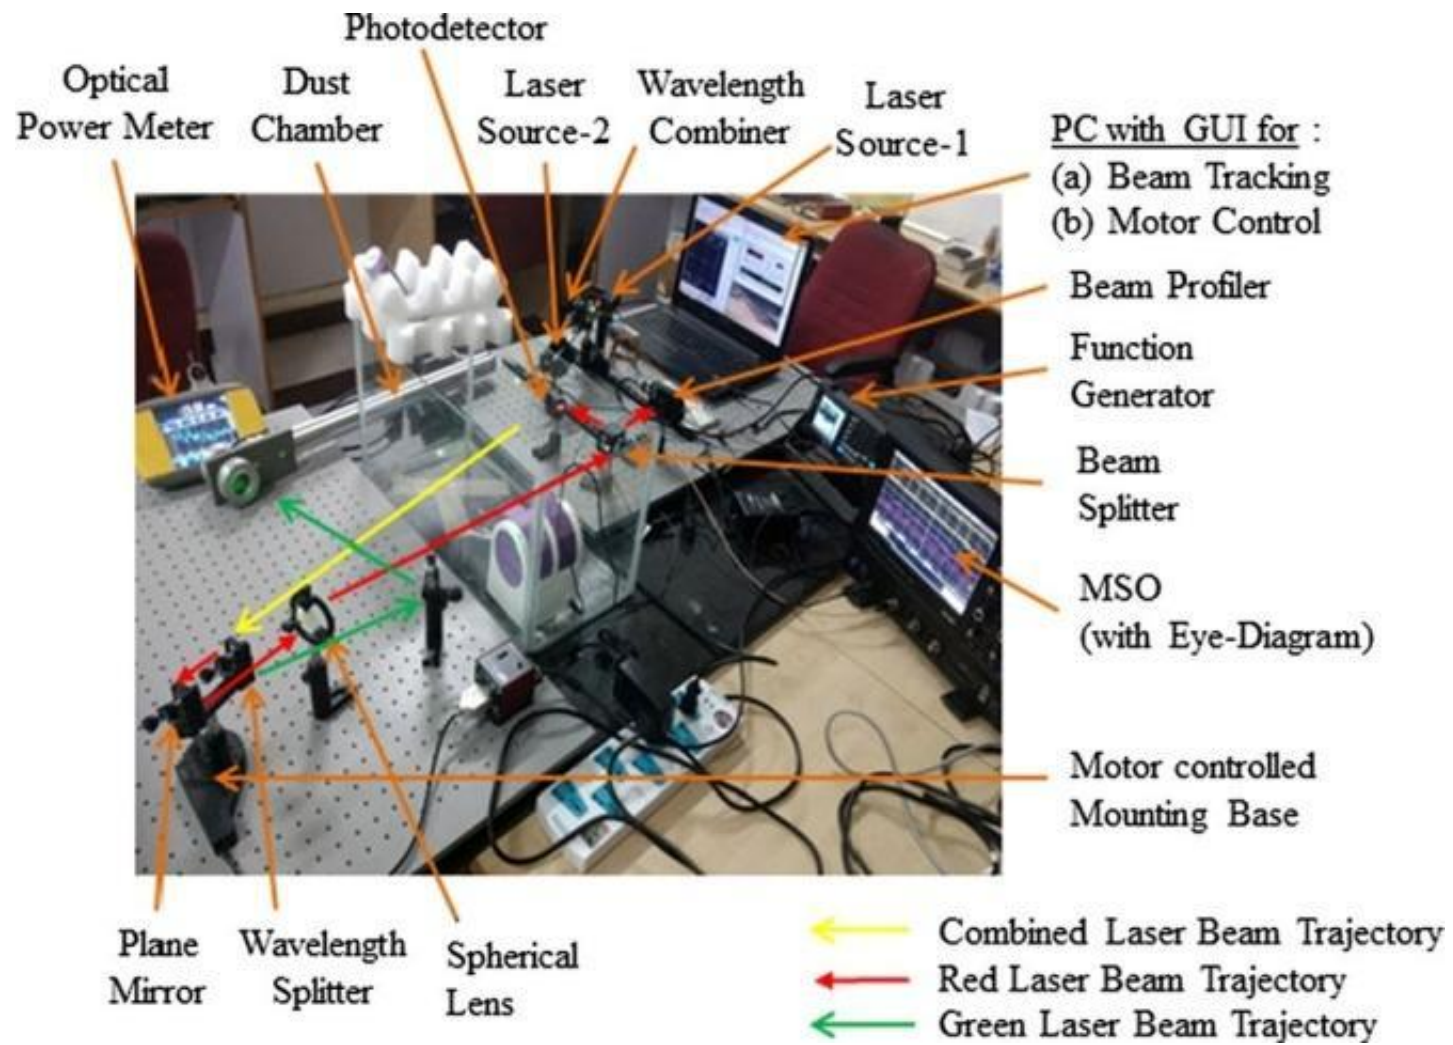 Photodetector
Optical
Power Meter
Dust
Chamber
Laser
Source-2
Wavelength
Combiner
Laser
Source-1
PC with GUI for :
(a) Beam Tracking
(b) Motor Control
Beam Profiler
Function
Generator
Beam
Splitter
MSO
(with Eye-Diagram)
Motor controlled
Mounting Base
Plane
Mirror
Wavelength
Splitter
Spherical
Lens
Combined Laser Beam Trajectory
Red Laser Beam Trajectory
Green Laser Beam Trajectory